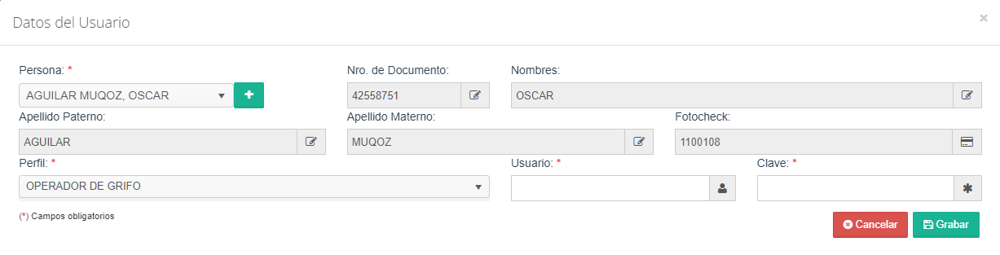 Datos del Usuario ×
Persona: * Nro. de Documento: Nombres:
AGUILAR MUQOZ, OSCAR 42558751 OSCAR
Apellido Paterno: Apellido Materno: Fotocheck:
AGUILAR MUQOZ 1100108
Perfil: * Usuario: * Clave: *
OPERADOR DE GRIFO
(*) Campos obligatorios
Cancelar Grabar